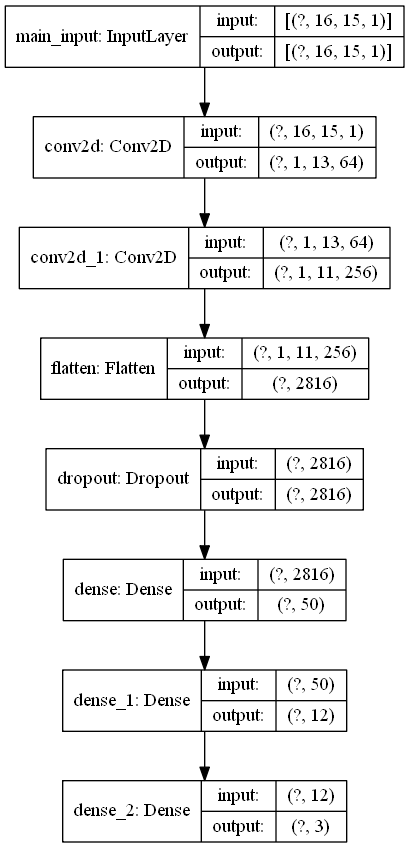 main_input: InputLayer
input: [(?, 16, 15, 1)]
output: [(?, 16, 15, 1)]
conv2d: Conv2D
input: (?, 16, 15, 1)
output: (?, 1, 13, 64)
conv2d_1: Conv2D
input: (?, 1, 13, 64)
output: (?, 1, 11, 256)
flatten: Flatten
input: (?, 1, 11, 256)
output: (?, 2816)
dropout: Dropout
input: (?, 2816)
output: (?, 2816)
dense: Dense
input: (?, 2816)
output: (?, 50)
dense_1: Dense
input: (?, 50)
output: (?, 12)
dense_2: Dense
input: (?, 12)
output: (?, 3)